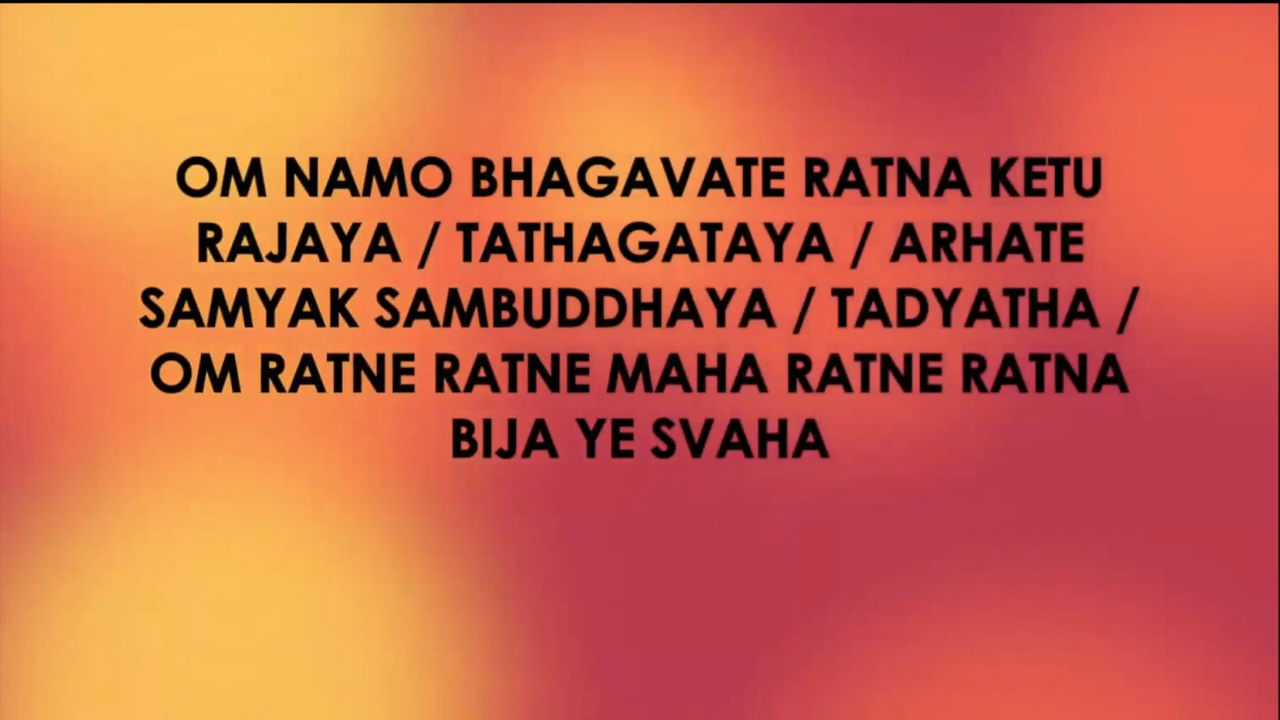 OM NAMO BHAGAVATE RATNA KETU
RAJAYA / TATHAGATAYA / ARHATE
SAMYAK SAMBUDDHAYA / TADYATHA /
OM RATNE RATNE MAHA RATNE RATNA
BIJA YE SVAHA